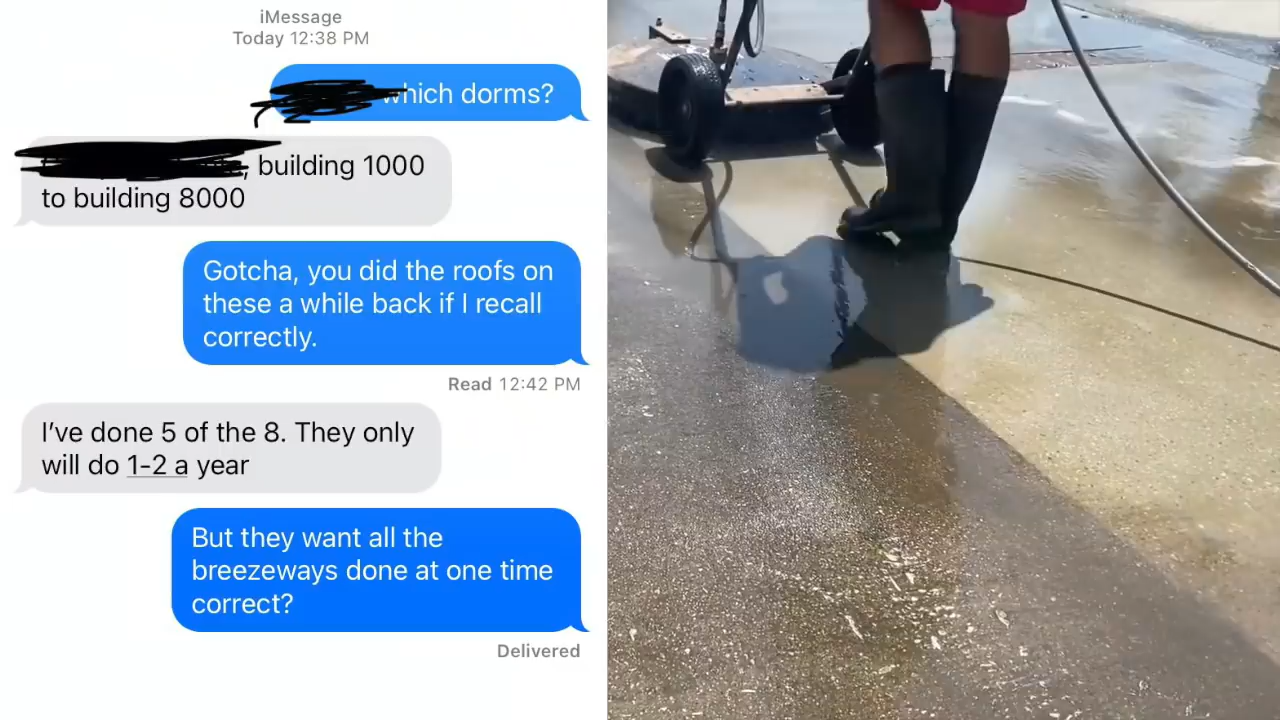 iMessage
Today 12:38 PM
which dorms?
, building 1000
to building 8000
Gotcha, you did the roofs on
these a while back if I recall
correctly.
Read 12:42 PM
I've done 5 of the 8. They only
will do 1-2 a year
But they want all the
breezeways done at one time
correct?
Delivered